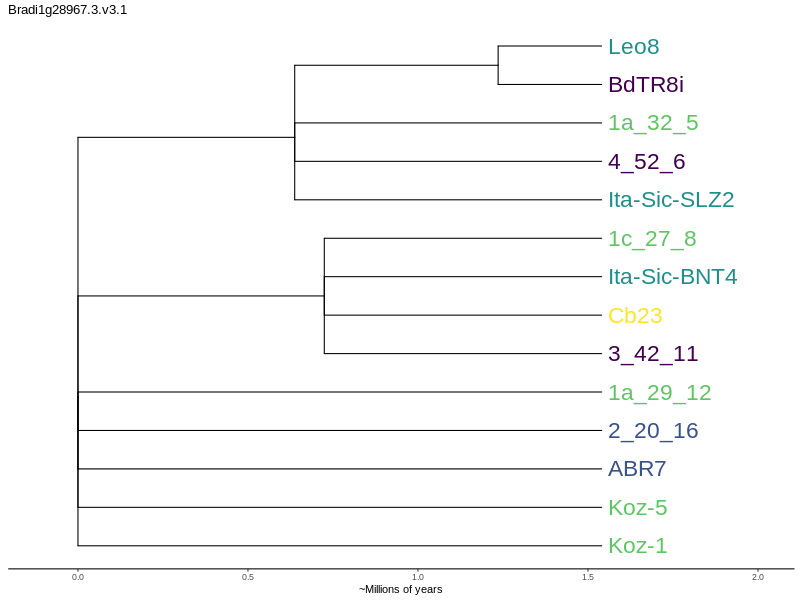 Bradi1g28967.3.v3.1
Leo8
BdTR8i
1a_32_5
4_52_6
Ita-Sic-SLZ2
1c_27_8
Ita-Sic-BNT4
Cb23
3_42_11
1a_29_12
2_20_16
ABR7
Koz-5
Koz-1
0.0 0.5 1.0 1.5 2.0
~Millions of years